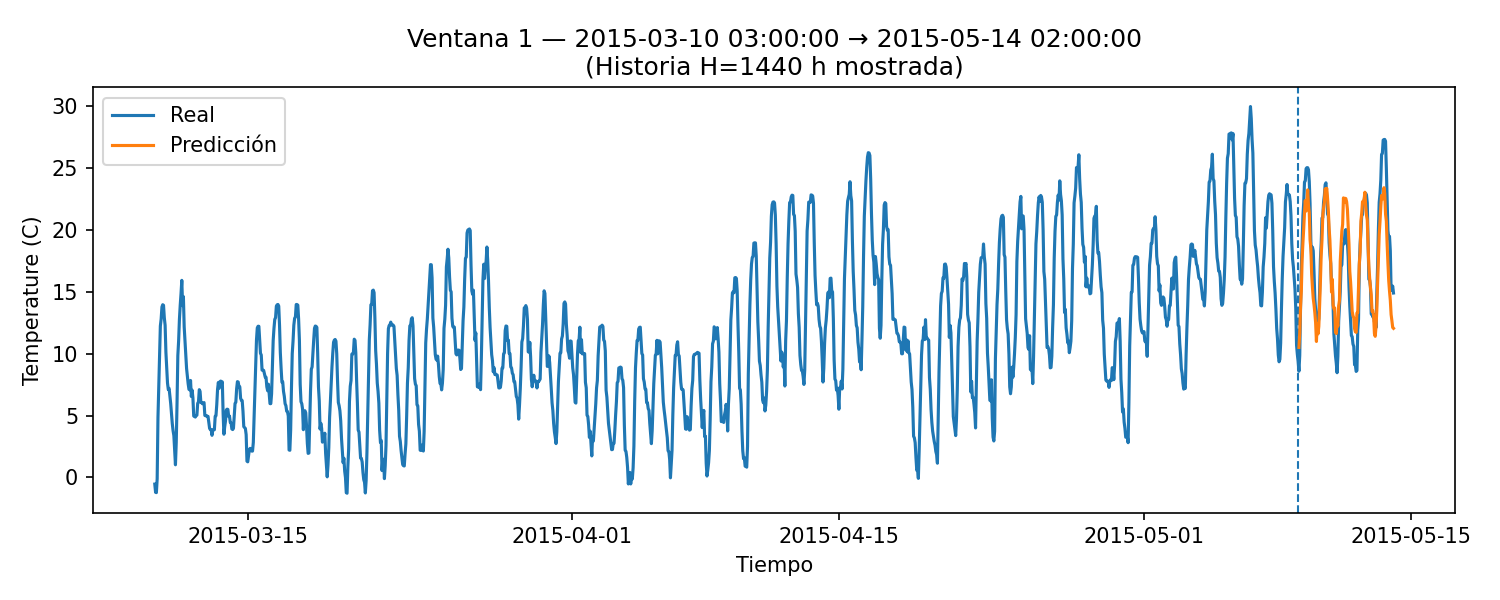 Ventana 1 — 2015-03-10 03:00:00 → 2015-05-14 02:00:00
(Historia H=1440 h mostrada)
Real
Predicción
Temperature (C)
30
25
20
15
10
5
0
2015-03-15
2015-04-01
2015-04-15
2015-05-01
2015-05-15
Tiempo